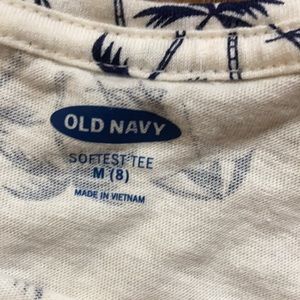 OLD NAVY
SOFTEST TEE
M (8)
MADE IN VIETNAM